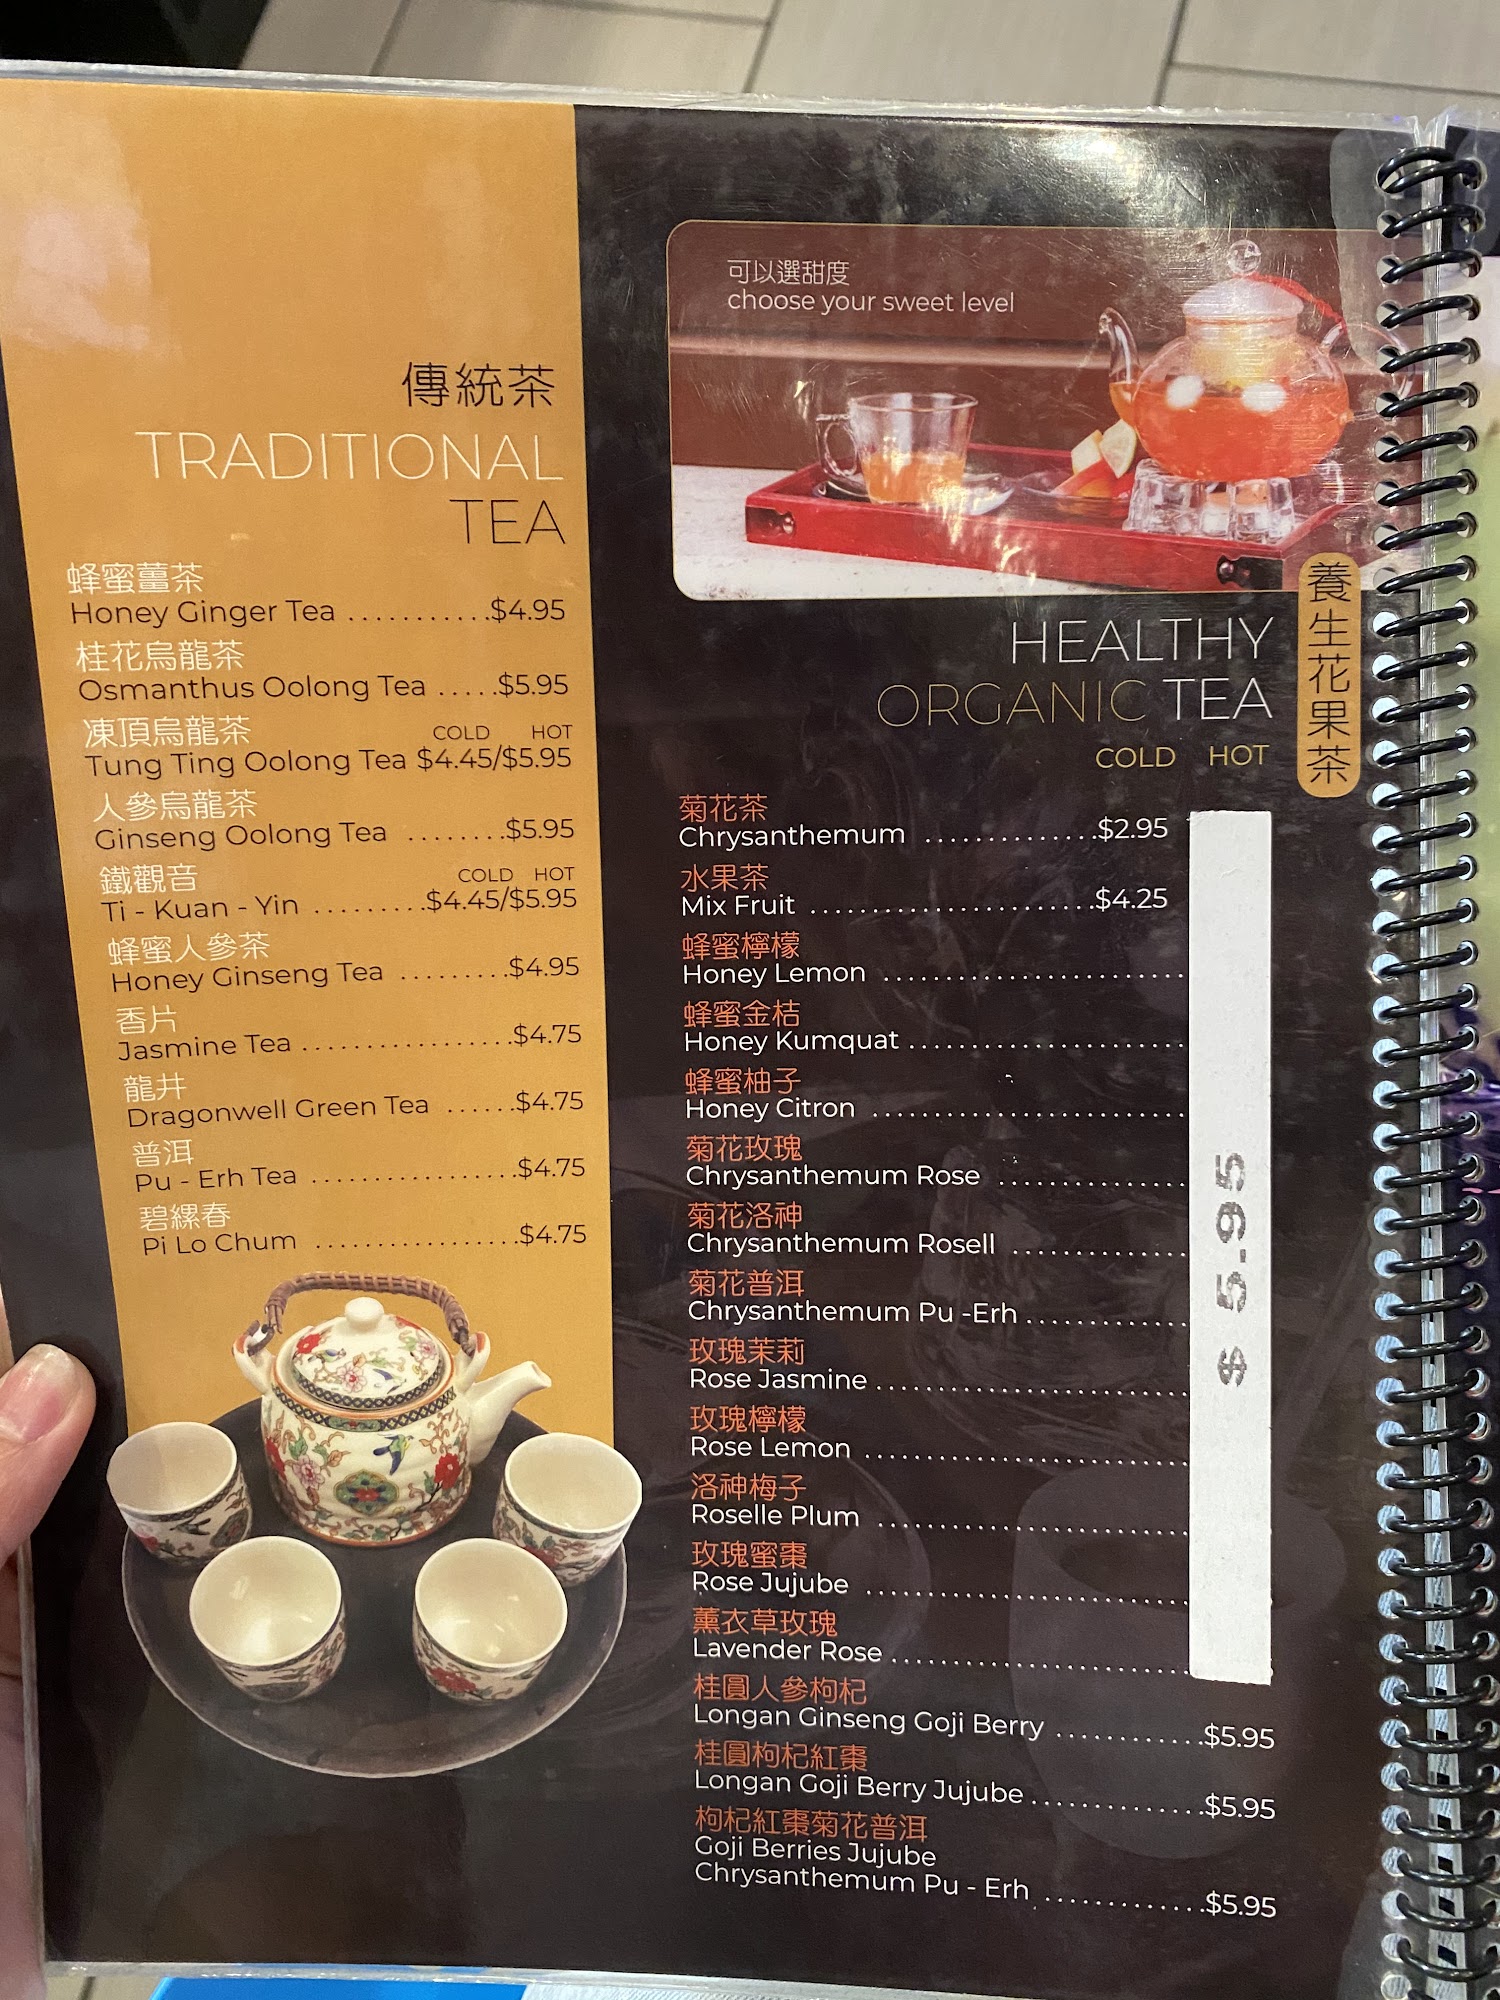 傳統茶
TRADITIONAL
TEA
蜂蜜薑茶
Honey Ginger Tea ...........$4.95
桂花烏龍茶
Osmanthus Oolong Tea .....$5.95
凍頂烏龍茶 COLD HOT
Tung Ting Oolong Tea $4.45/$5.95
人參烏龍茶
Ginseng Oolong Tea ........$5.95
鐵觀音 COLD HOT
Ti - Kuan - Yin .........$4.45/$5.95
蜂蜜人參茶
Honey Ginseng Tea .........$4.95
香片
Jasmine Tea .................$4.75
龍井
Dragonwell Green Tea ......$4.75
普洱
Pu - Erh Tea .................$4.75
碧螺春
Pi Lo Chum .................$4.75
可以選甜度
choose your sweet level
HEALTHY
ORGANIC TEA
養生花果茶
COLD HOT
菊花茶
Chrysanthemum ..............$2.95
水果茶
Mix Fruit .......................$4.25
蜂蜜檸檬
Honey Lemon ........................
蜂蜜金桔
Honey Kumquat ......................
蜂蜜柚子
Honey Citron .........................
菊花玫瑰
Chrysanthemum Rose ...............
菊花洛神
Chrysanthemum Rosell ..............
菊花普洱
Chrysanthemum Pu -Erh .............
玫瑰茉莉
Rose Jasmine .........................
玫瑰檸檬
Rose Lemon ..........................
洛神梅子
Roselle Plum .........................
玫瑰蜜棗
Rose Jujube ..........................
薰衣草玫瑰
Lavender Rose ........................
$ 5.95
桂圓人參枸杞
Longan Ginseng Goji Berry ............$5.95
桂圓枸杞紅棗
Longan Goji Berry Jujube ..............$5.95
枸杞紅棗菊花普洱
Goji Berries Jujube
Chrysanthemum Pu - Erh .............$5.95